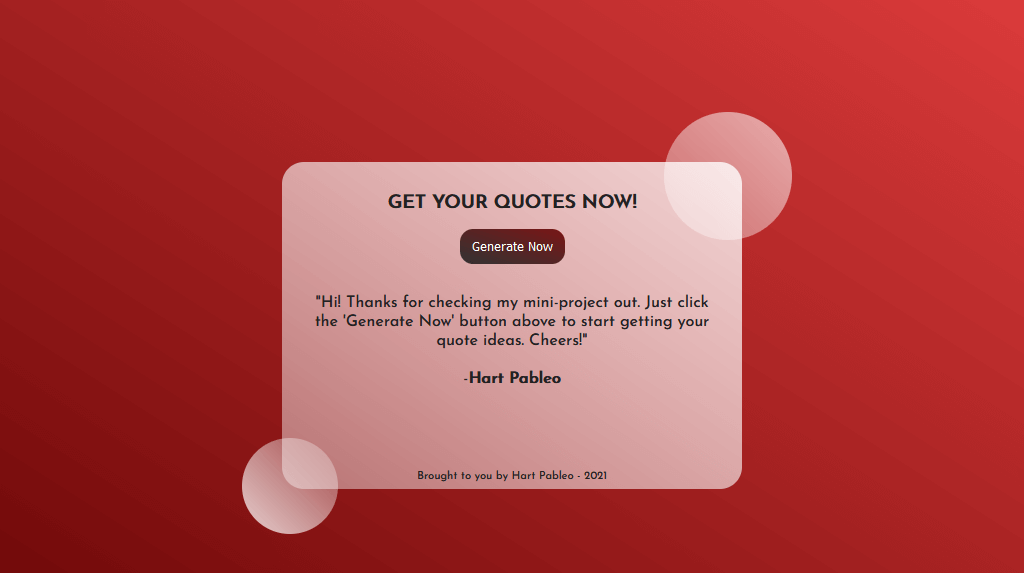 GET YOUR QUOTES NOW!
Generate Now
"Hi! Thanks for checking my mini-project out. Just click
the 'Generate Now' button above to start getting your
quote ideas. Cheers!"
-Hart Pableo
Brought to you by Hart Pableo - 2021